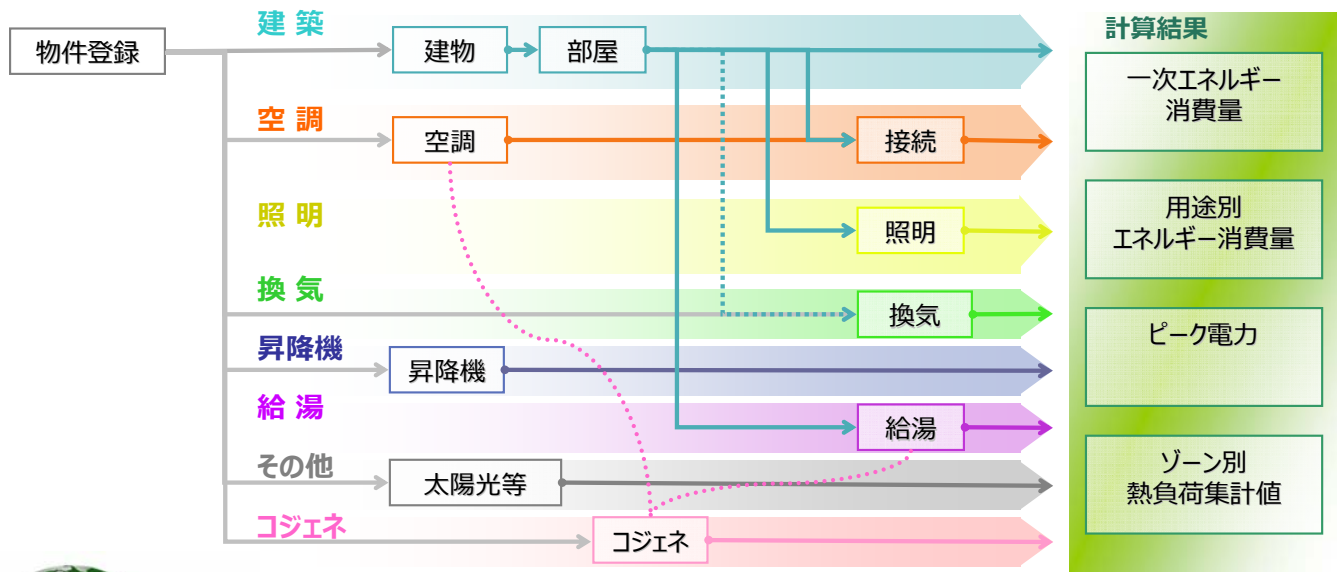 建 築
計算結果
物件登録
建物
部屋
一次エネルギー
消費量
空 調
空調
接続
照 明
照明
用途別
エネルギー消費量
換 気
換気
ピーク電力
昇降機
昇降機
給 湯
給湯
その他
太陽光等
ゾーン別
熱負荷集計値
コジェネ
コジェネ